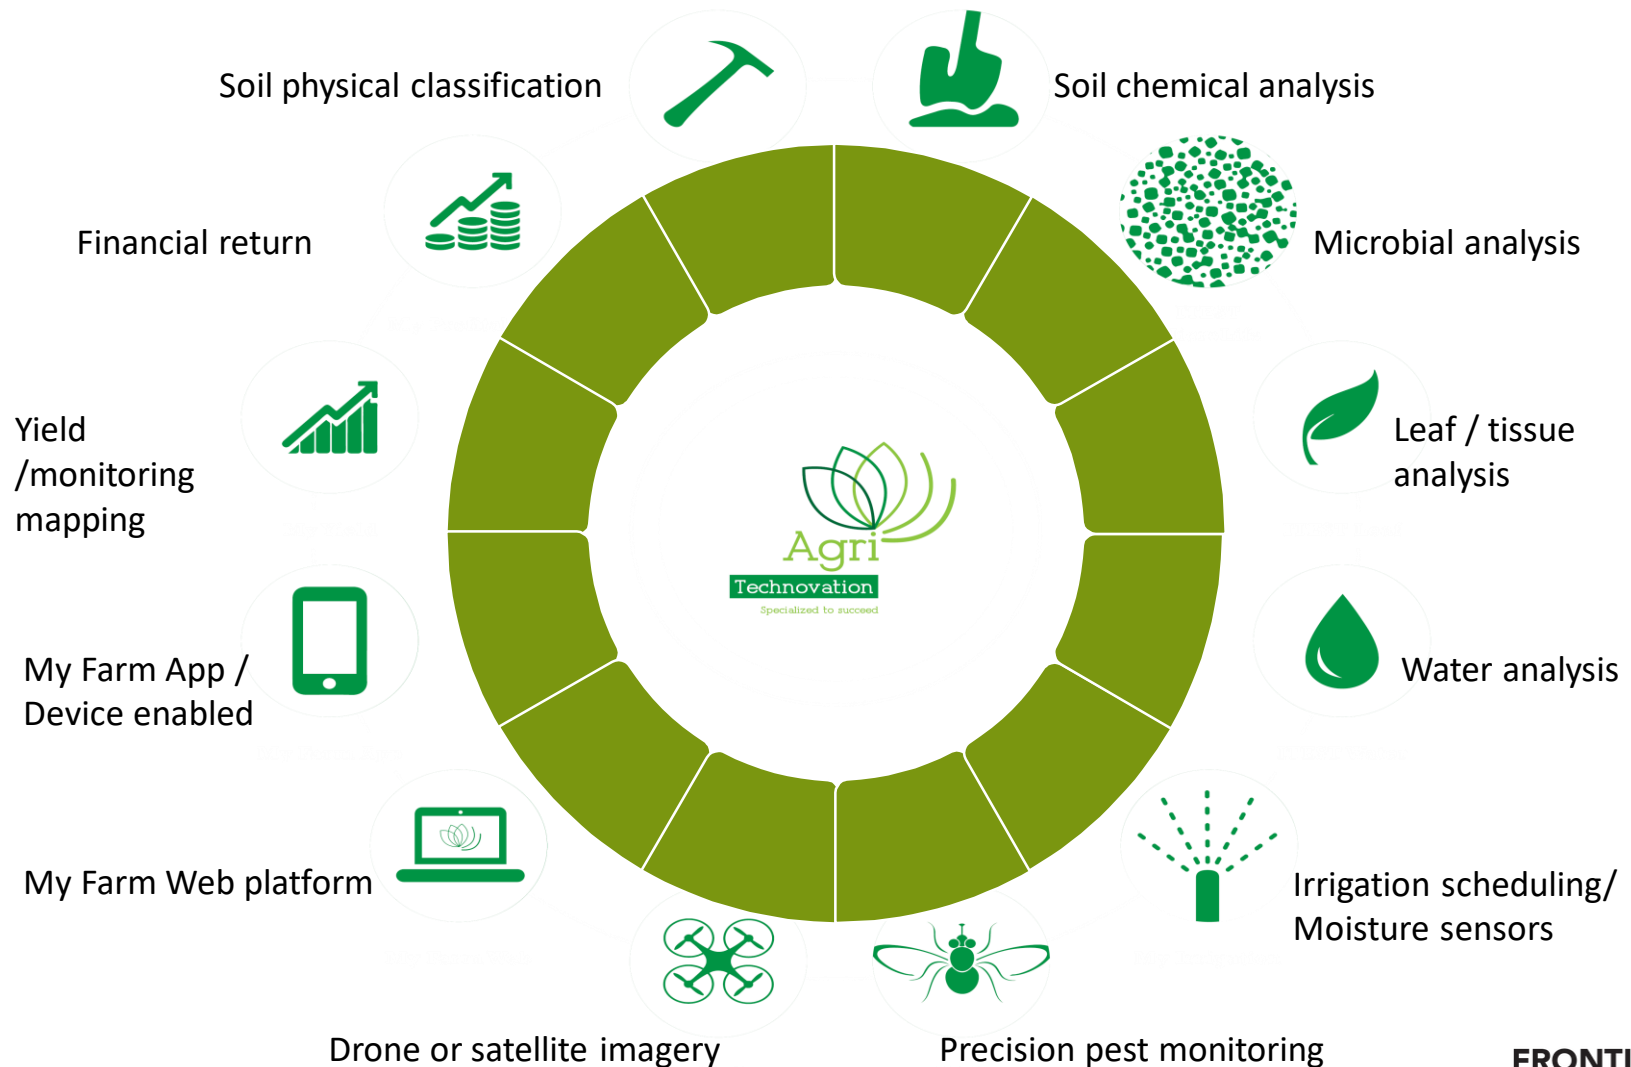 Soil physical classification
Soil chemical analysis
Financial return
Microbial analysis
Yield
/monitoring
mapping
Leaf / tissue
analysis
Agri
Technovation
Specialized to succeed
My Farm App /
Device enabled
Water analysis
My Farm Web platform
Irrigation scheduling/
Moisture sensors
Drone or satellite imagery
Precision pest monitoring